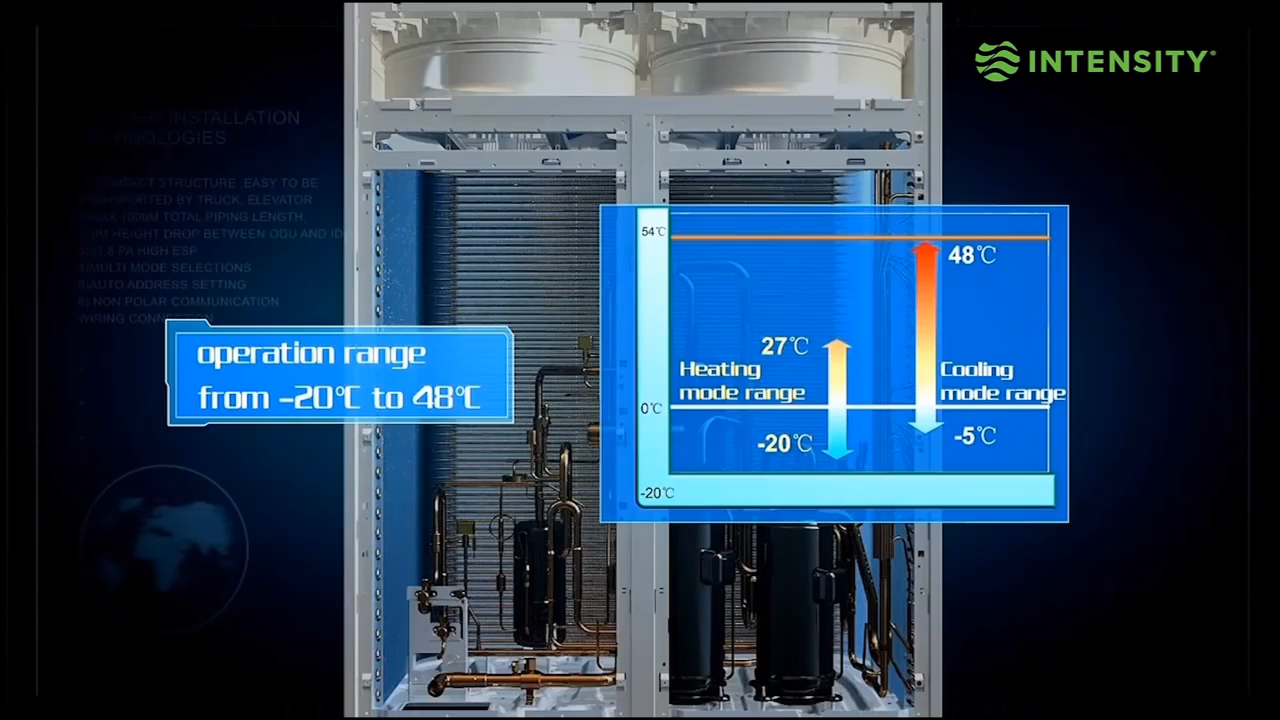 INTENSITY
INSTALLATION
STRUCTURE ,EASY TO BE
BY TRUCK, ELEVATOR
TOTAL PIPING LENGTH,
HEIGHT DROP BETWEEN ODU AND
PA HIGH ESP
MULTI MODE SELECTIONS
AUTO ADDRESS SETTING
NON POLAR COMMUNICATION
WIRING
operation range
from -20℃ to 48℃
54℃
48℃
27℃
Heating
mode range
Cooling
mode range
0℃
-20℃
-5℃
-20℃